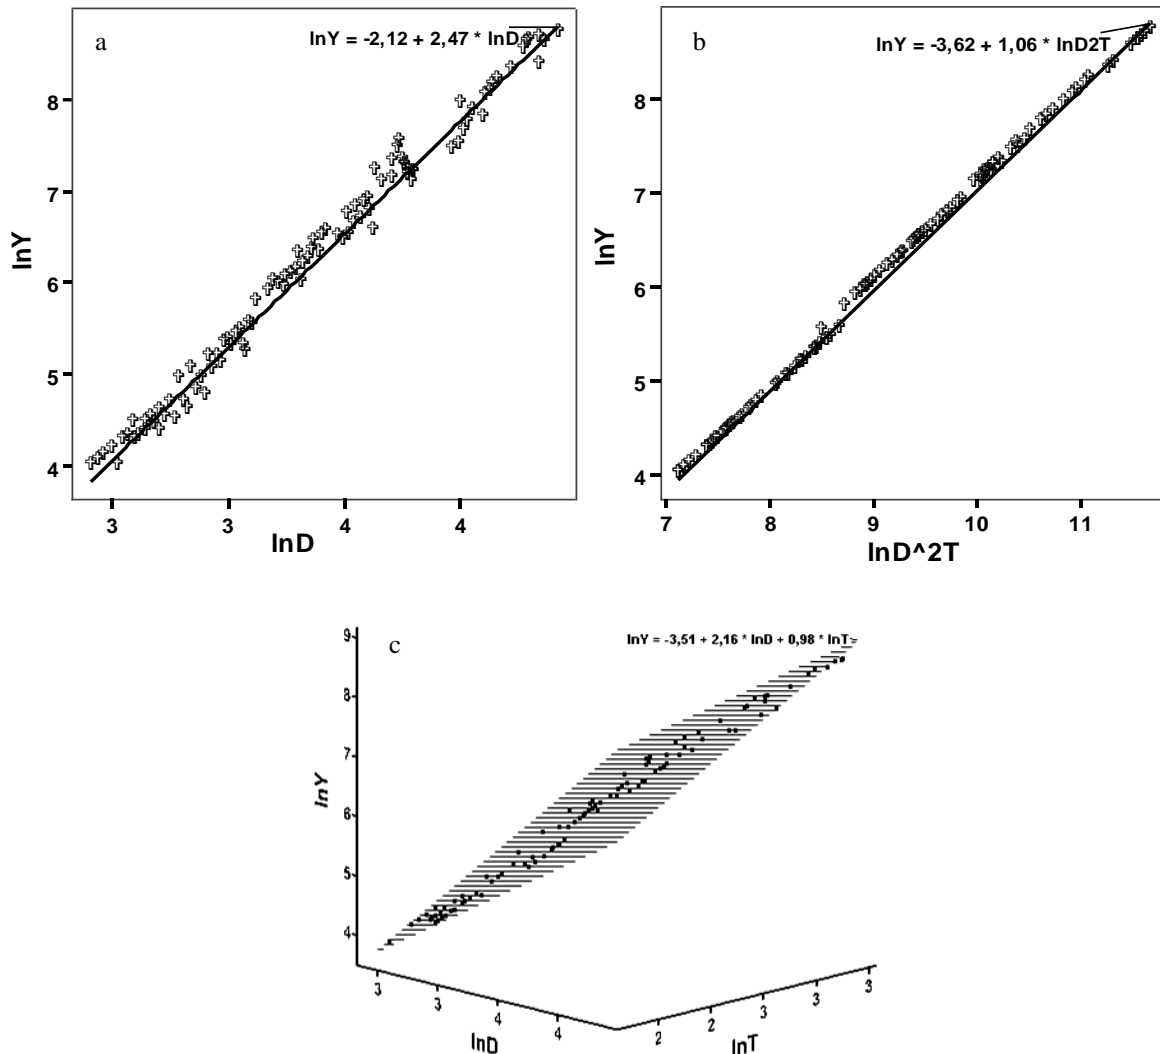 a
lnY = -2,12 + 2,47 * lnD
8
7
6
5
4
lnY
3 3 4 4
lnD
b
lnY = -3,62 + 1,06 * lnD2T
8
7
6
5
4
lnY
7 8 9 10 11
lnD^2T
c
lnY = -3,51 + 2,16 * lnD + 0,98 * lnT
9
8
7
6
5
4
lnY
3 3 4 4
lnD
2 2 3 3 3
lnT